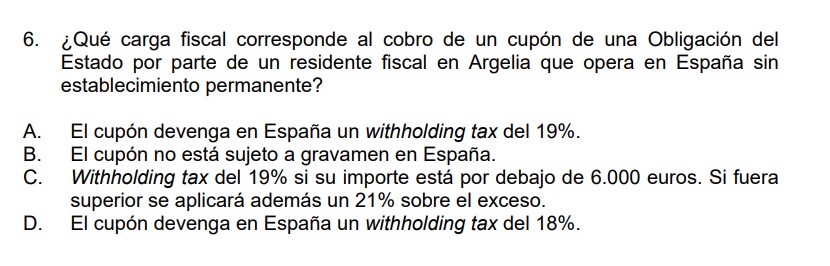 6. ¿Qué carga fiscal corresponde al cobro de un cupón de una Obligación del
Estado por parte de un residente fiscal en Argelia que opera en España sin
establecimiento permanente?
A. El cupón devenga en España un withholding tax del 19%.
B. El cupón no está sujeto a gravamen en España.
C. Withholding tax del 19% si su importe está por debajo de 6.000 euros. Si fuera
superior se aplicará además un 21% sobre el exceso.
D. El cupón devenga en España un withholding tax del 18%.